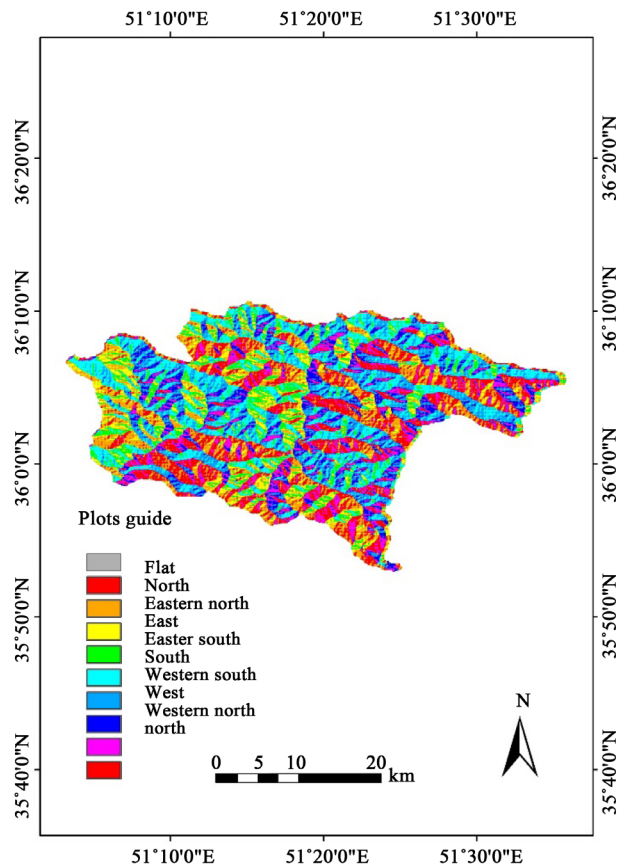 51°10'0"E 51°20'0"E 51°30'0"E
36°20'0"N 36°20'0"N
36°10'0"N 36°10'0"N
36°0'0"N 36°0'0"N
Plots guide
Flat
North
Eastern north
East
Easter south
South
Western south
West
Western north
north
35°50'0"N 35°50'0"N
N
0 5 10 20
km
35°40'0"N 35°40'0"N
51°10'0"E 51°20'0"E 51°30'0"E